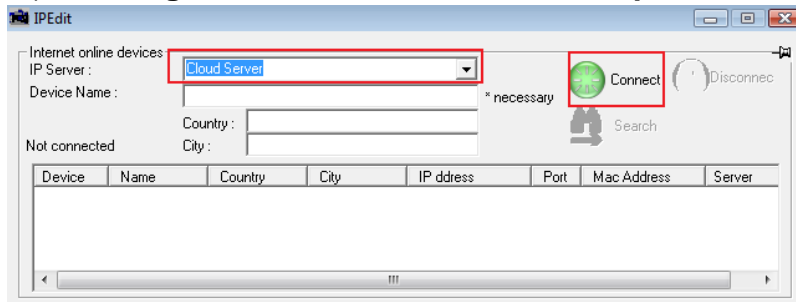 IPEdit
Internet online devices
IP Server :
Cloud Server
Connect
Disconnec
Device Name :
* necessary
Country :
Search
Not connected
City :
Device Name Country City IP ddress Port Mac Address Server